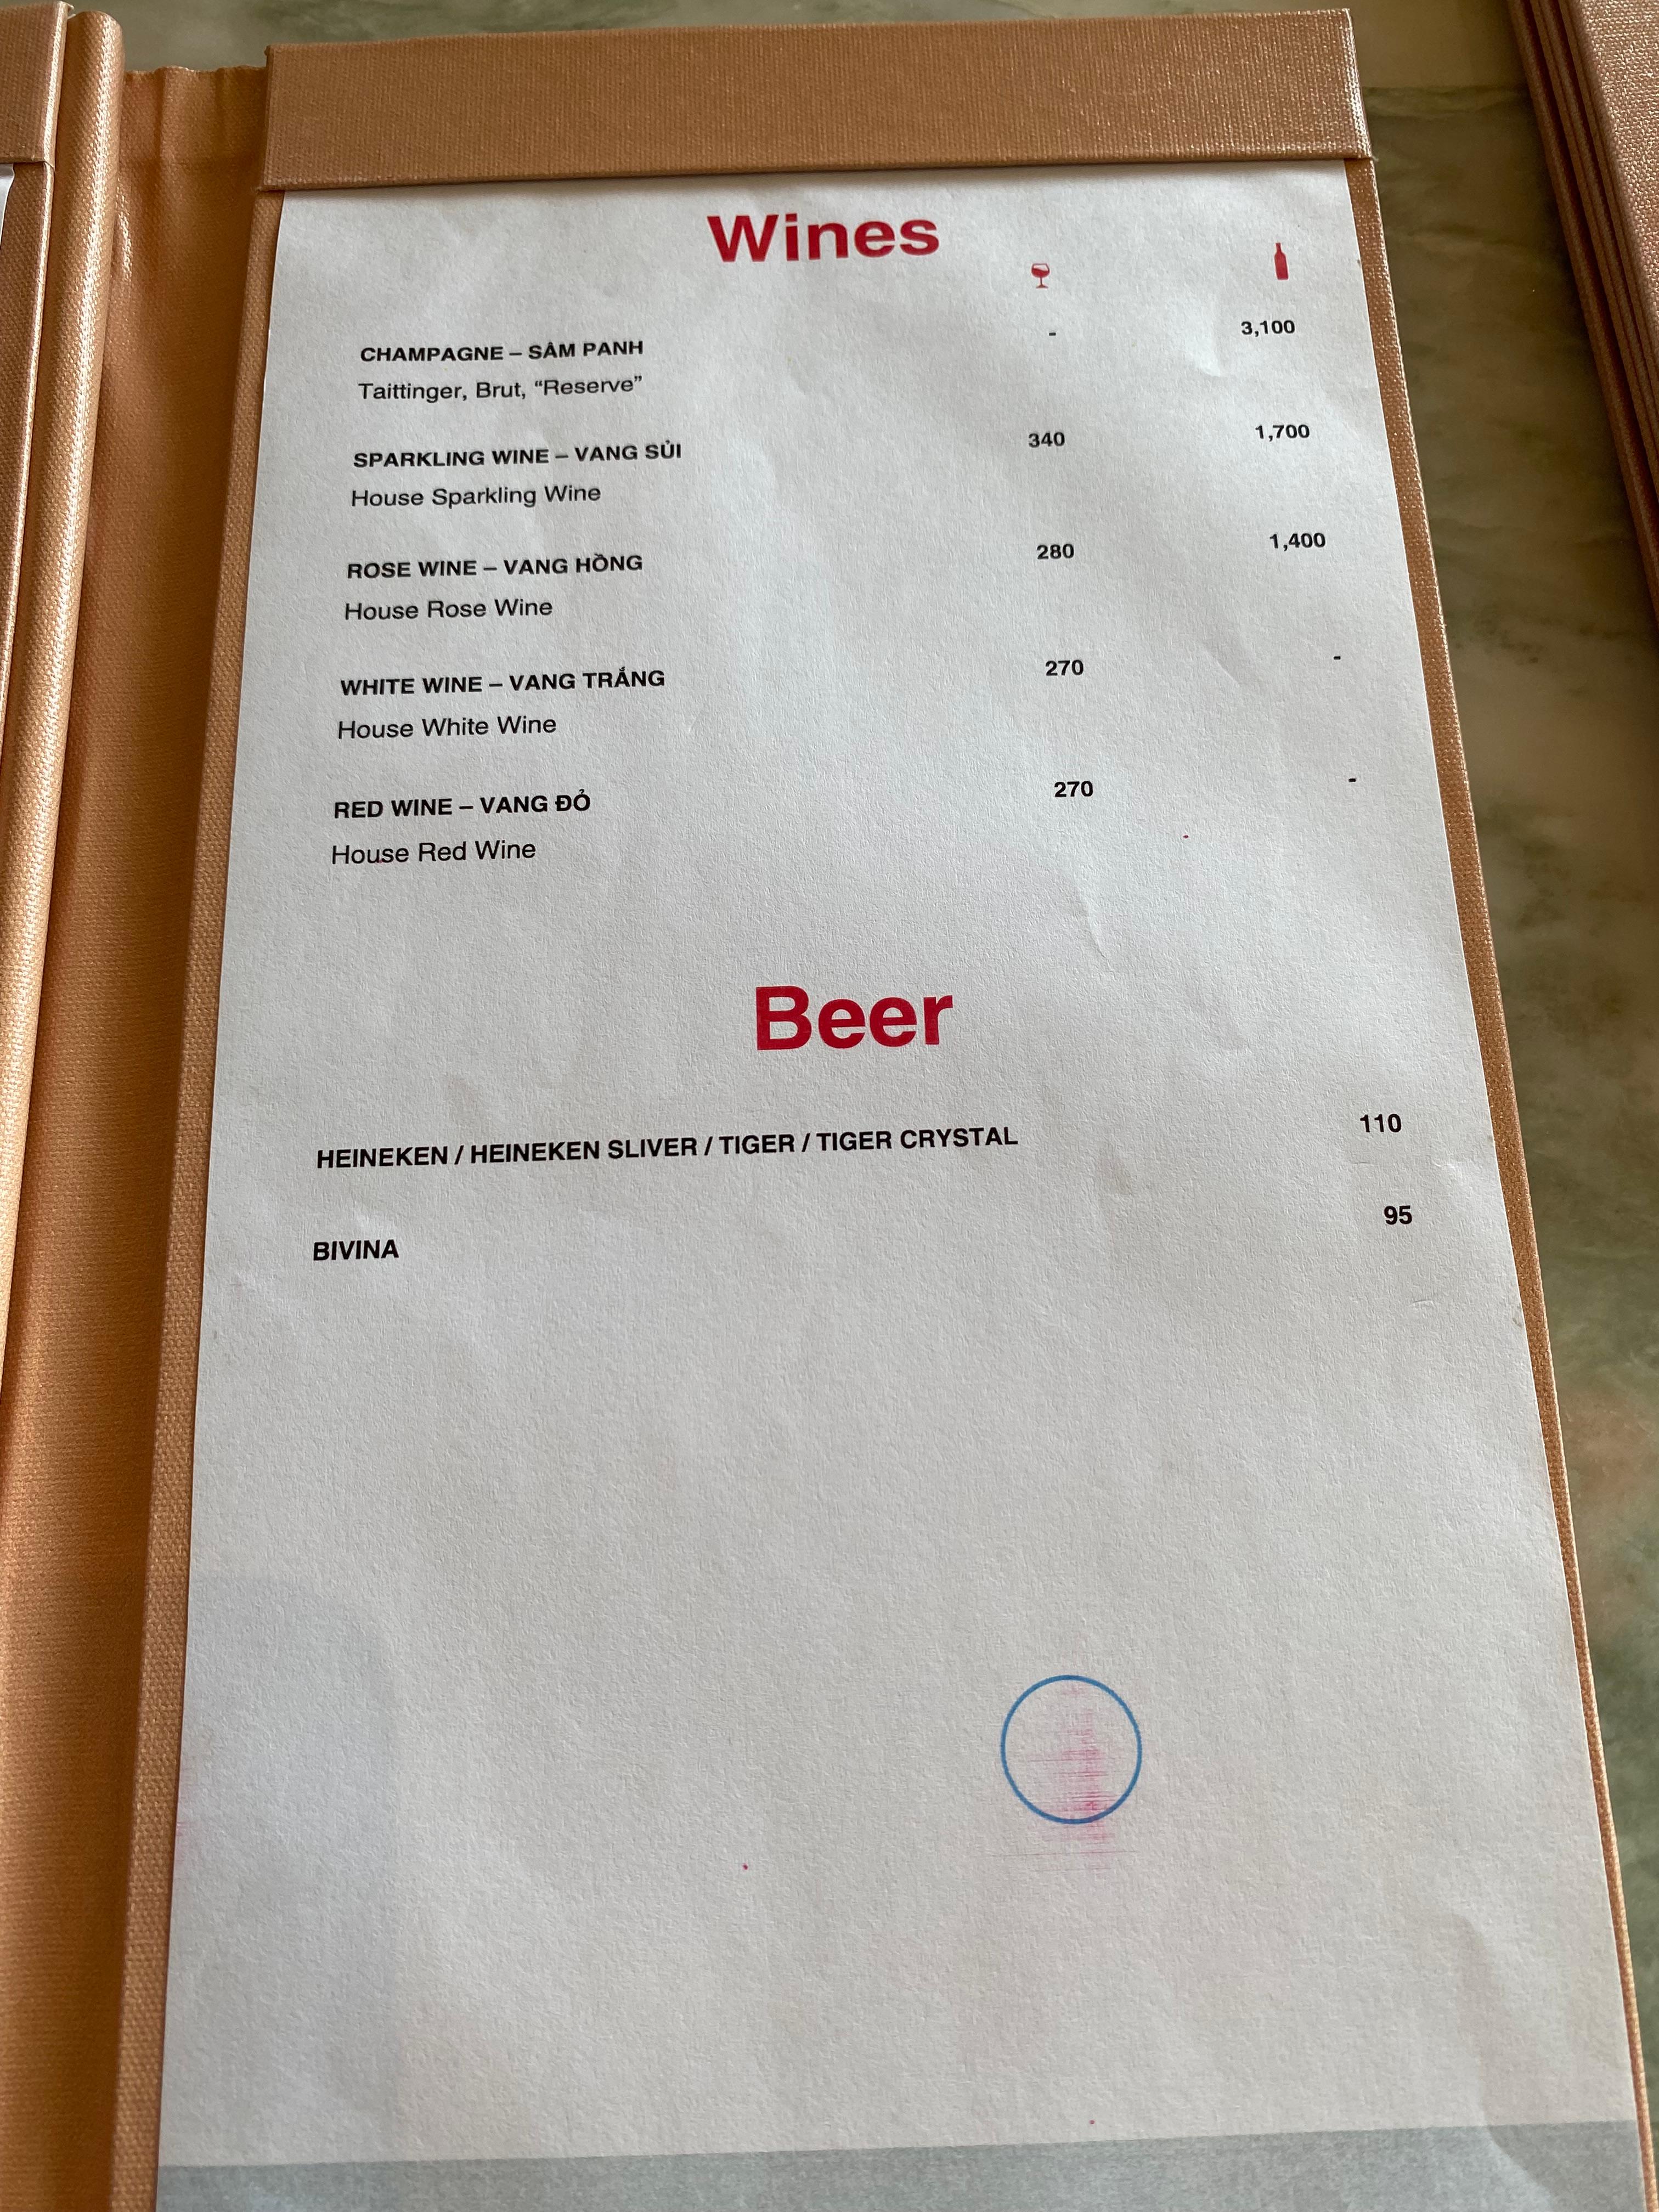 Wines
CHAMPAGNE – SÂM PANH - 3,100
Taittinger, Brut, “Reserve”
SPARKLING WINE – VANG SỦI 340 1,700
House Sparkling Wine
ROSE WINE – VANG HỒNG 280 1,400
House Rose Wine
WHITE WINE – VANG TRẮNG 270 -
House White Wine
RED WINE – VANG ĐỎ 270 -
House Red Wine
Beer
HEINEKEN / HEINEKEN SLIVER / TIGER / TIGER CRYSTAL 110
BIVINA 95